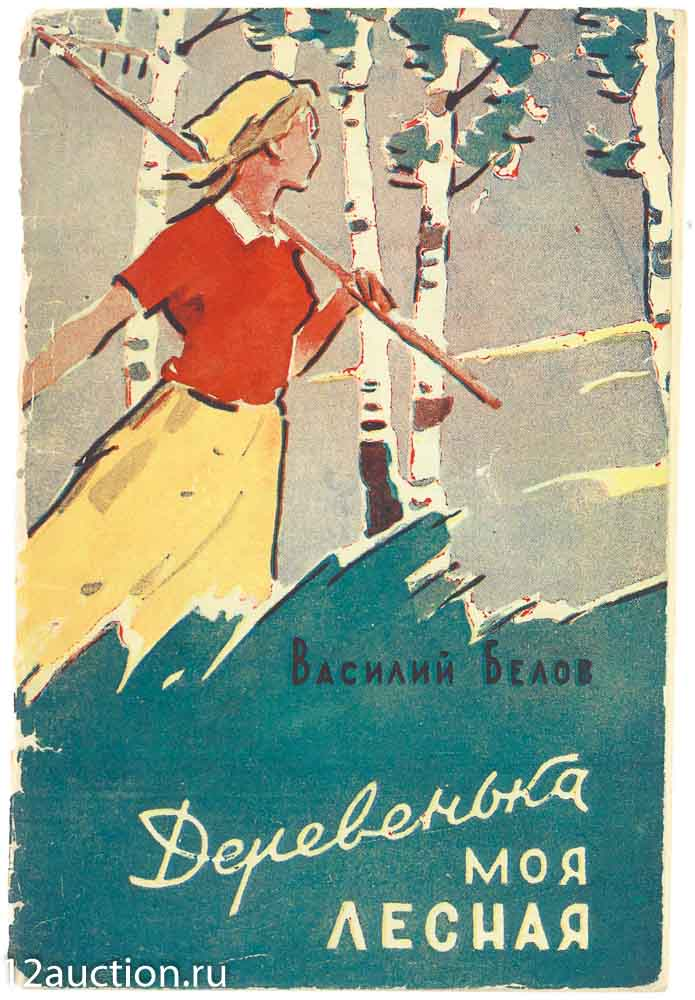 Василий Белов
Деревенька
моя
лесная
12auction.ru